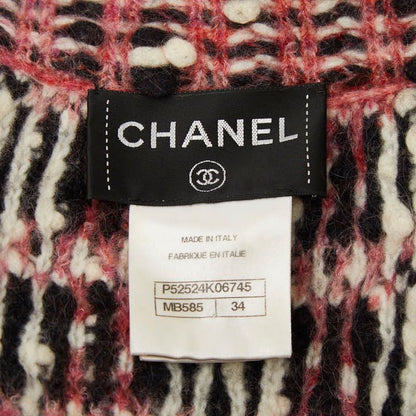 CHANEL
MADE IN ITALY
FABRIQUE EN ITALIE
P52524K06745
MB585 34